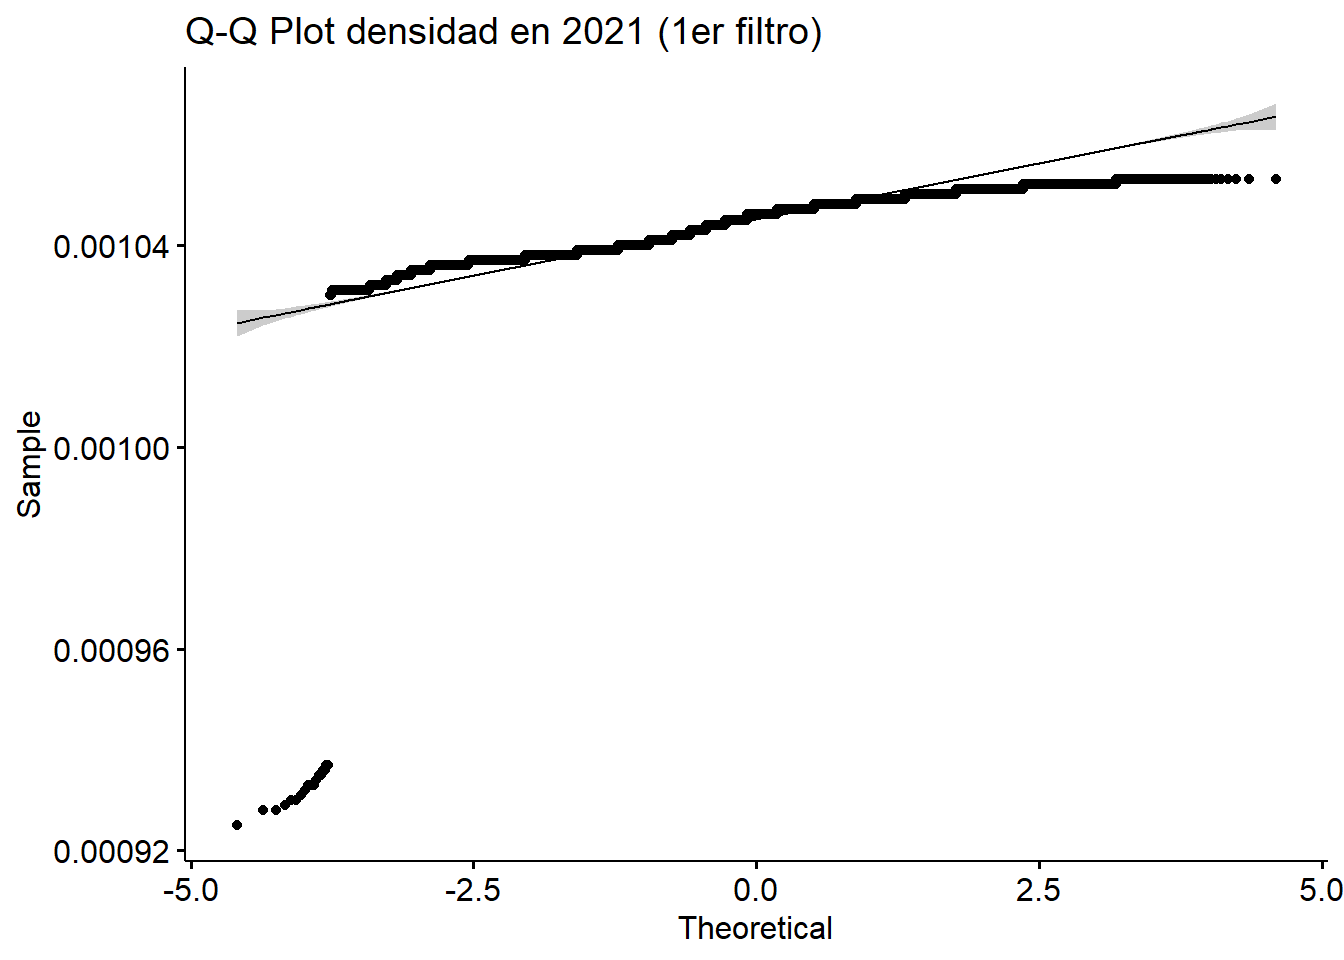 Q-Q Plot densidad en 2021 (1er filtro)
Sample
0.00104
0.00100
0.00096
0.00092
-5.0 -2.5 0.0 2.5 5.0
Theoretical